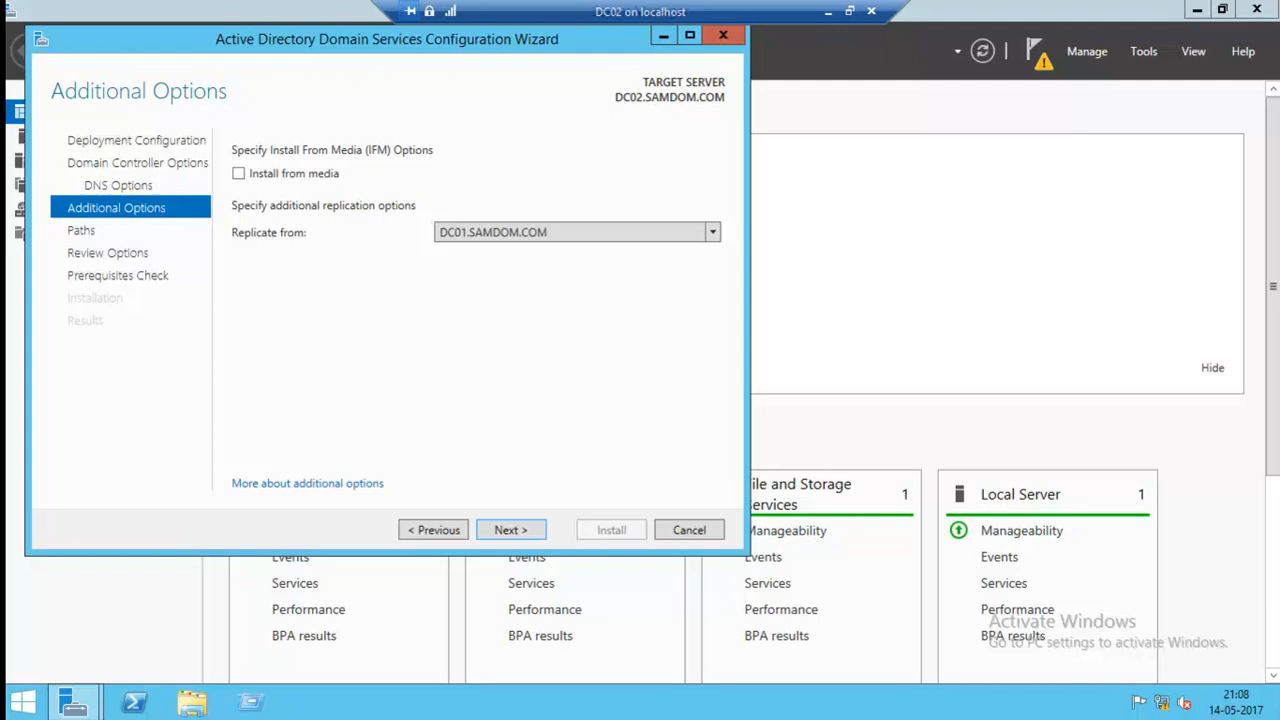 DC02 on localhost
Active Directory Domain Services Configuration Wizard
Manage Tools View Help
Additional Options
TARGET SERVER
DC02.SAMDOM.COM
Deployment Configuration
Domain Controller Options
DNS Options
Additional Options
Paths
Review Options
Prerequisites Check
Installation
Results
Specify Install From Media (IFM) Options
Install from media
Specify additional replication options
Replicate from: DC01.SAMDOM.COM
More about additional options
< Previous Next > Install Cancel
Hide
ile and Storage 1
ervices
Manageability
Events
Services
Performance
BPA results
Local Server 1
Manageability
Events
Services
Performance
BPA results
Events
Services
Performance
BPA results
Events
Services
Performance
BPA results
Activate Windows
Go to PC settings to activate Windows.
21:08
14-05-2017